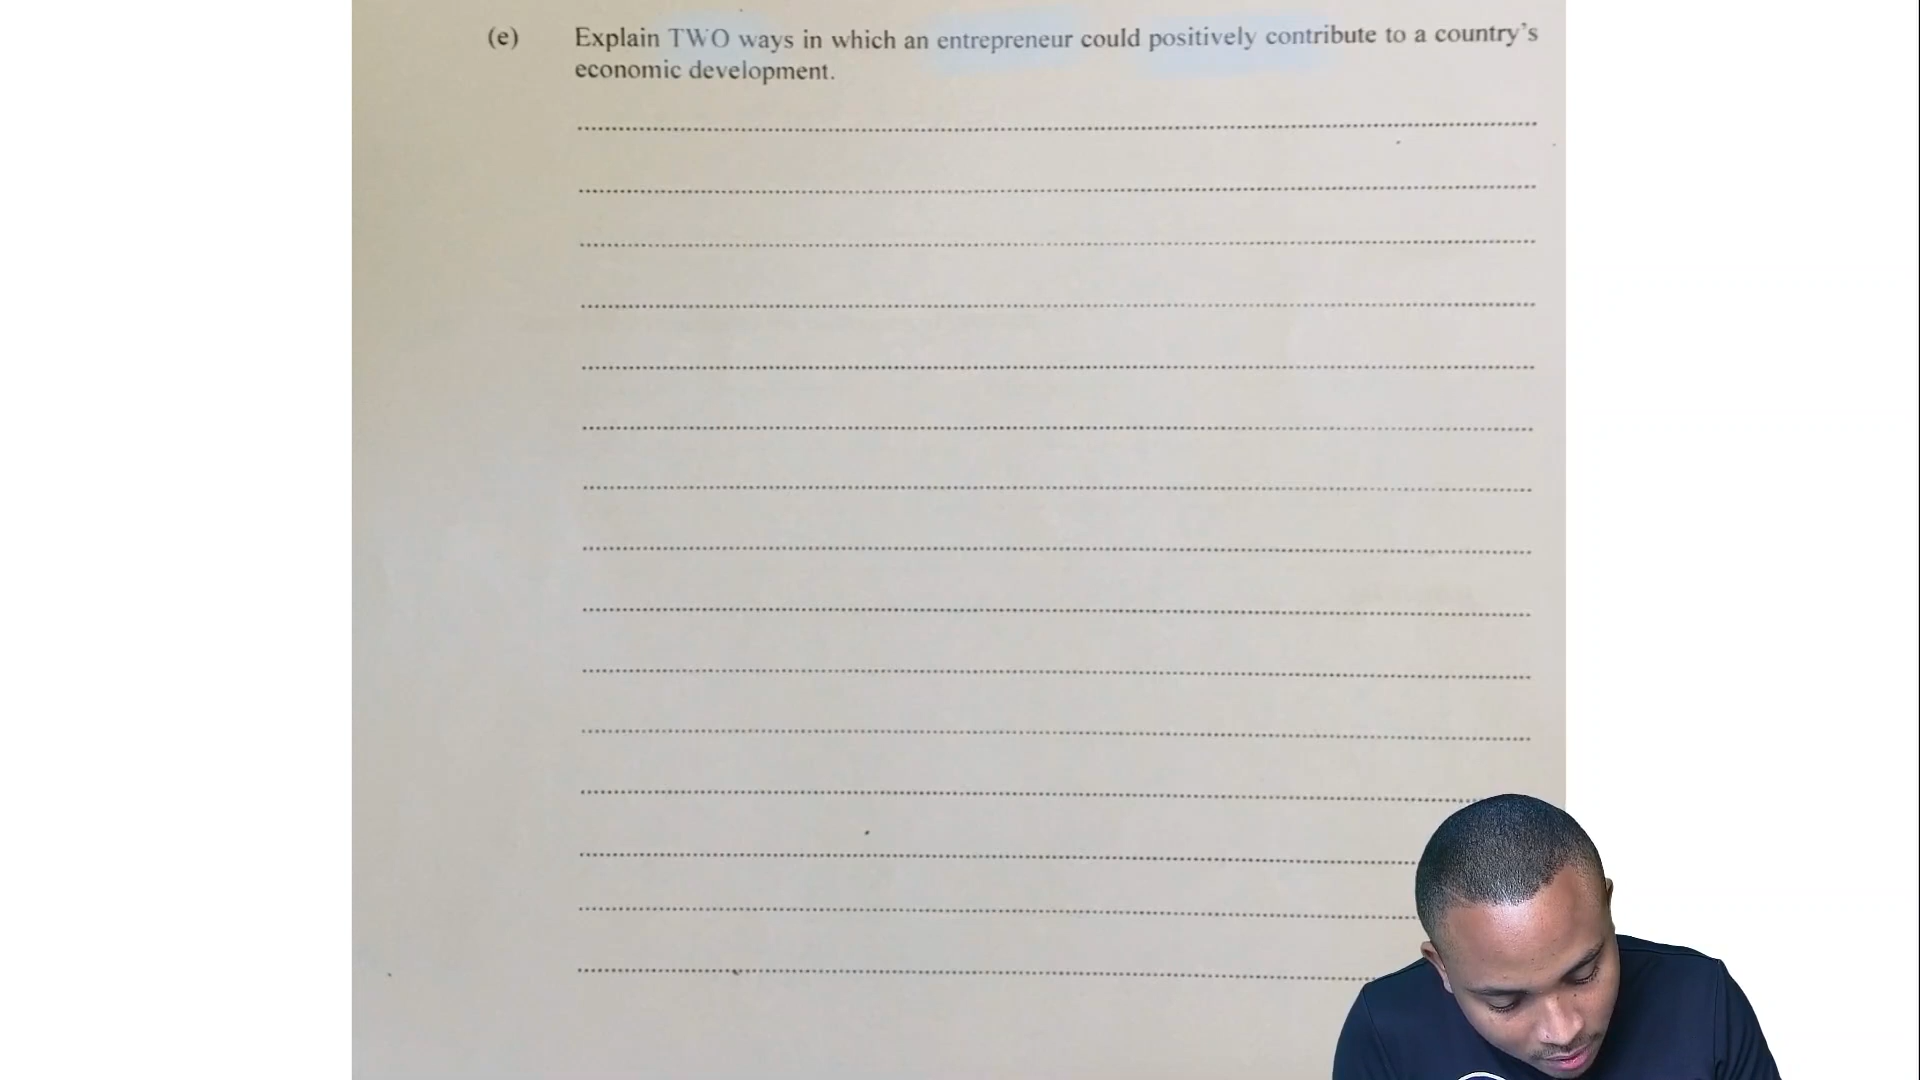 (e) Explain TWO ways in which an entrepreneur could positively contribute to a country's
economic development.